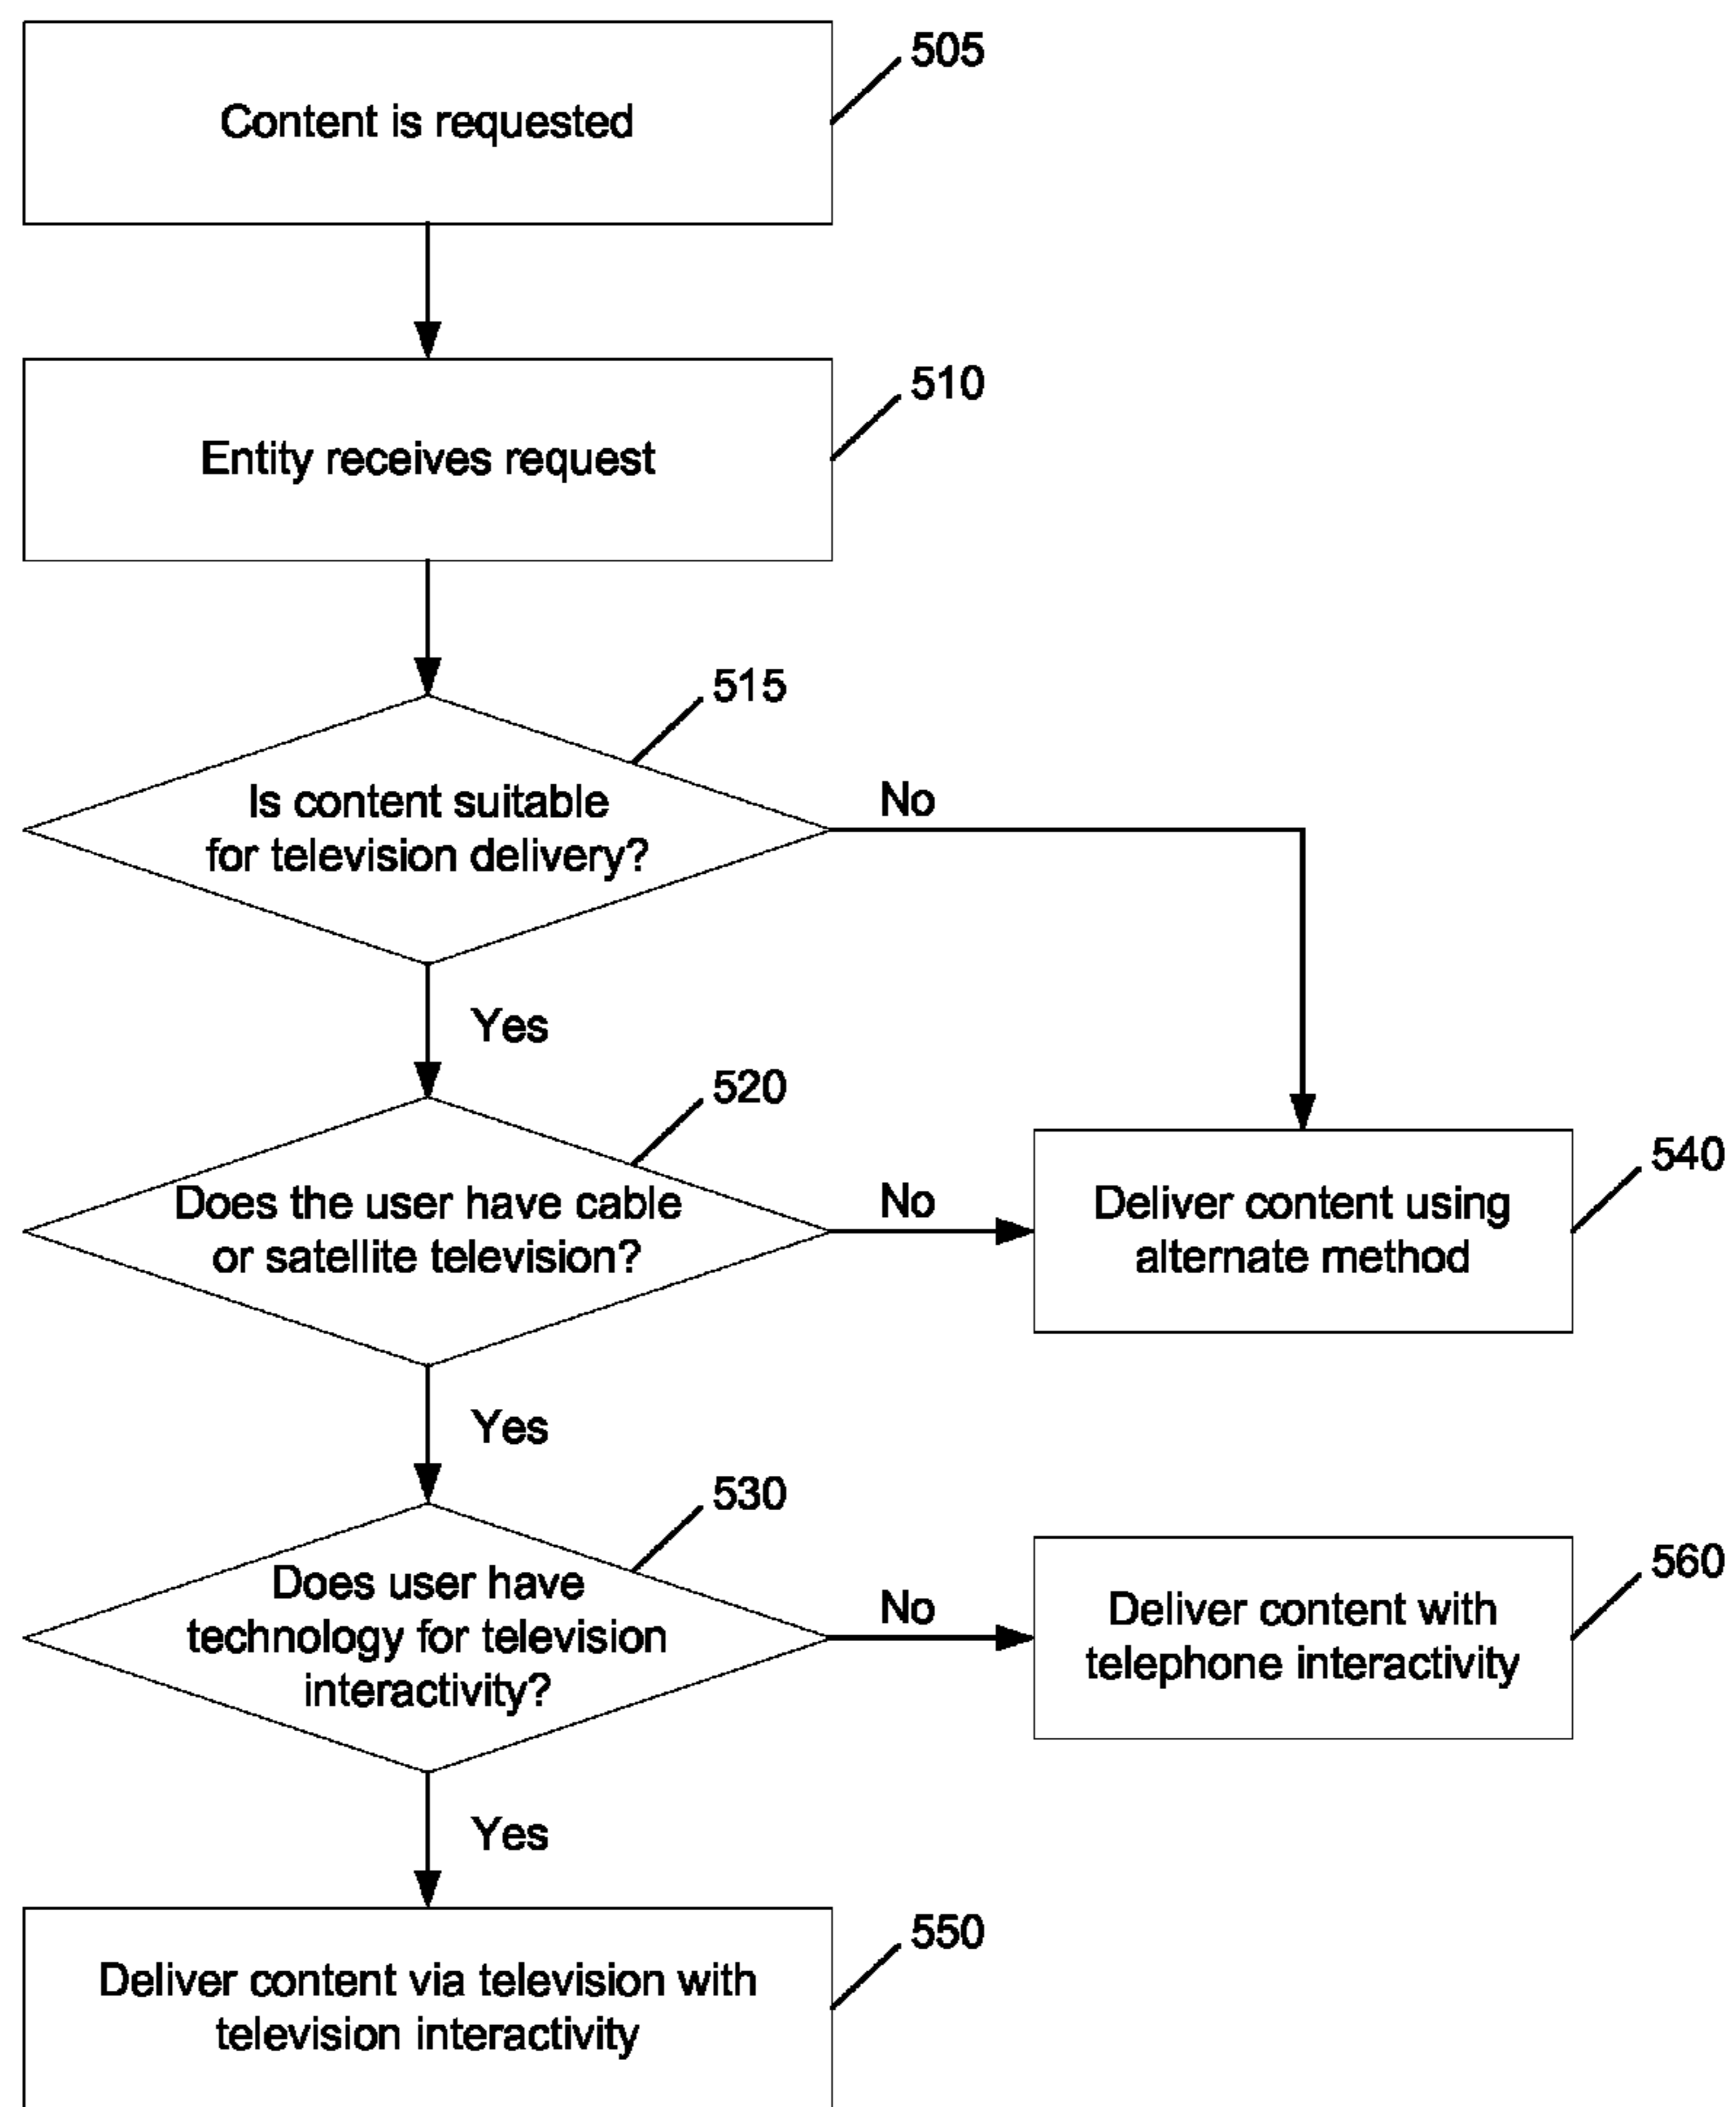 505
Content is requested
510
Entity receives request
515
Is content suitable
for television delivery?
No
Yes
520
Does the user have cable
or satellite television?
No
540
Deliver content using
alternate method
Yes
530
Does user have
technology for television
interactivity?
No
560
Deliver content with
telephone interactivity
Yes
550
Deliver content via television with
television interactivity